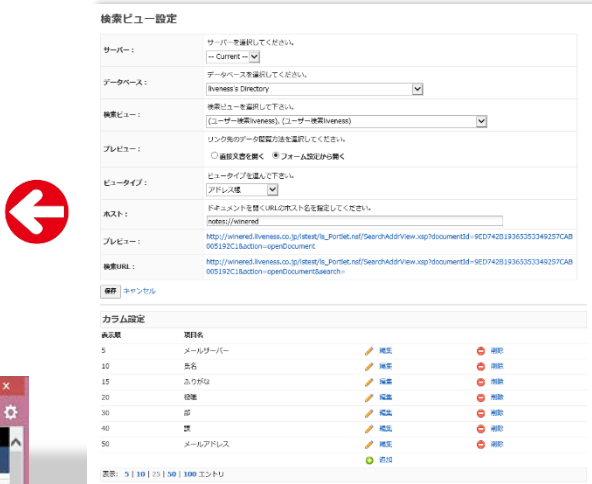 検索ビュー設定
サーバー：
サーバーを選択してください。
-- Current --
データベース：
データベースを選択してください。
liveness's Directory
検索ビュー：
検索ビューを選択して下さい。
(ユーザー検索liveness), (ユーザー検索liveness)
プレビュー：
リンク先のデータ閲覧方法を選択してください。
直接文書を開く フォーム設定から開く
ビュータイプ：
ビュータイプを選んで下さい。
アドレス帳
ホスト：
ドキュメントを開くURLのホスト名を指定してください。
notes://winered
プレビュー：
http://winered.liveness.co.jp/istest/ls_Portlet.nsf/SearchAddrView.xsp?documentId=9ED742B19365353349257CAB
005192C1&action=openDocument
検索URL：
http://winered.liveness.co.jp/istest/ls_Portlet.nsf/SearchAddrView.xsp?documentId=9ED742B19365353349257CAB
005192C1&action=openDocument&search=
保存 キャンセル
カラム設定
表示順 項目名
5 メールサーバー 編集 削除
10 氏名 編集 削除
15 ふりがな 編集 削除
20 役職 編集 削除
30 部 編集 削除
40 課 編集 削除
50 メールアドレス 編集 削除
追加
表示: 5 | 10 | 25 | 50 | 100 エントリ